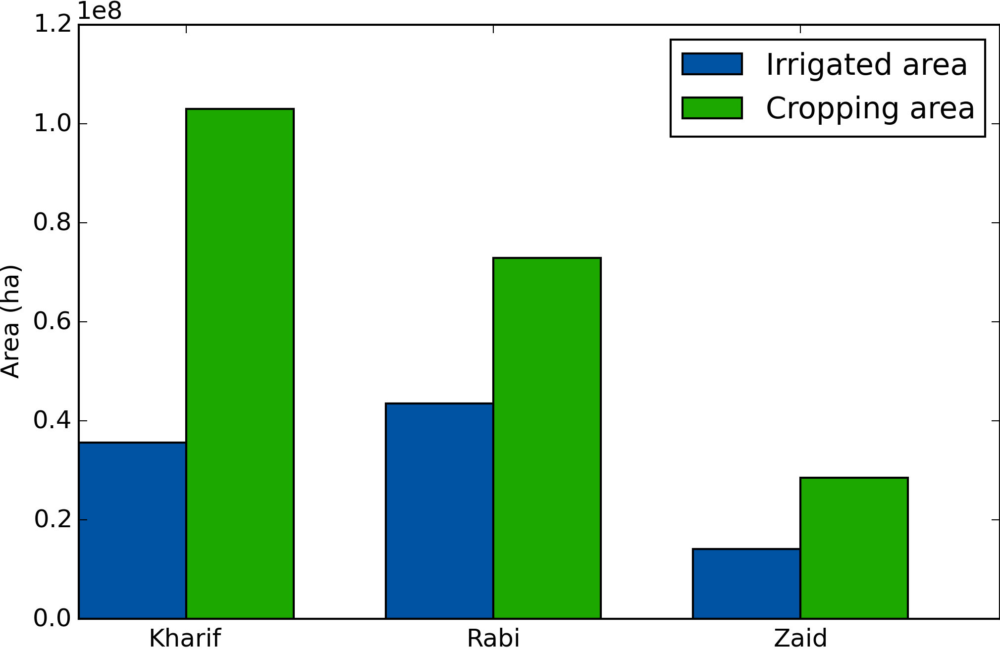 1e8
1.2
1.0
0.8
0.6
0.4
0.2
0.0
Area (ha)
Irrigated area
Cropping area
Kharif
Rabi
Zaid